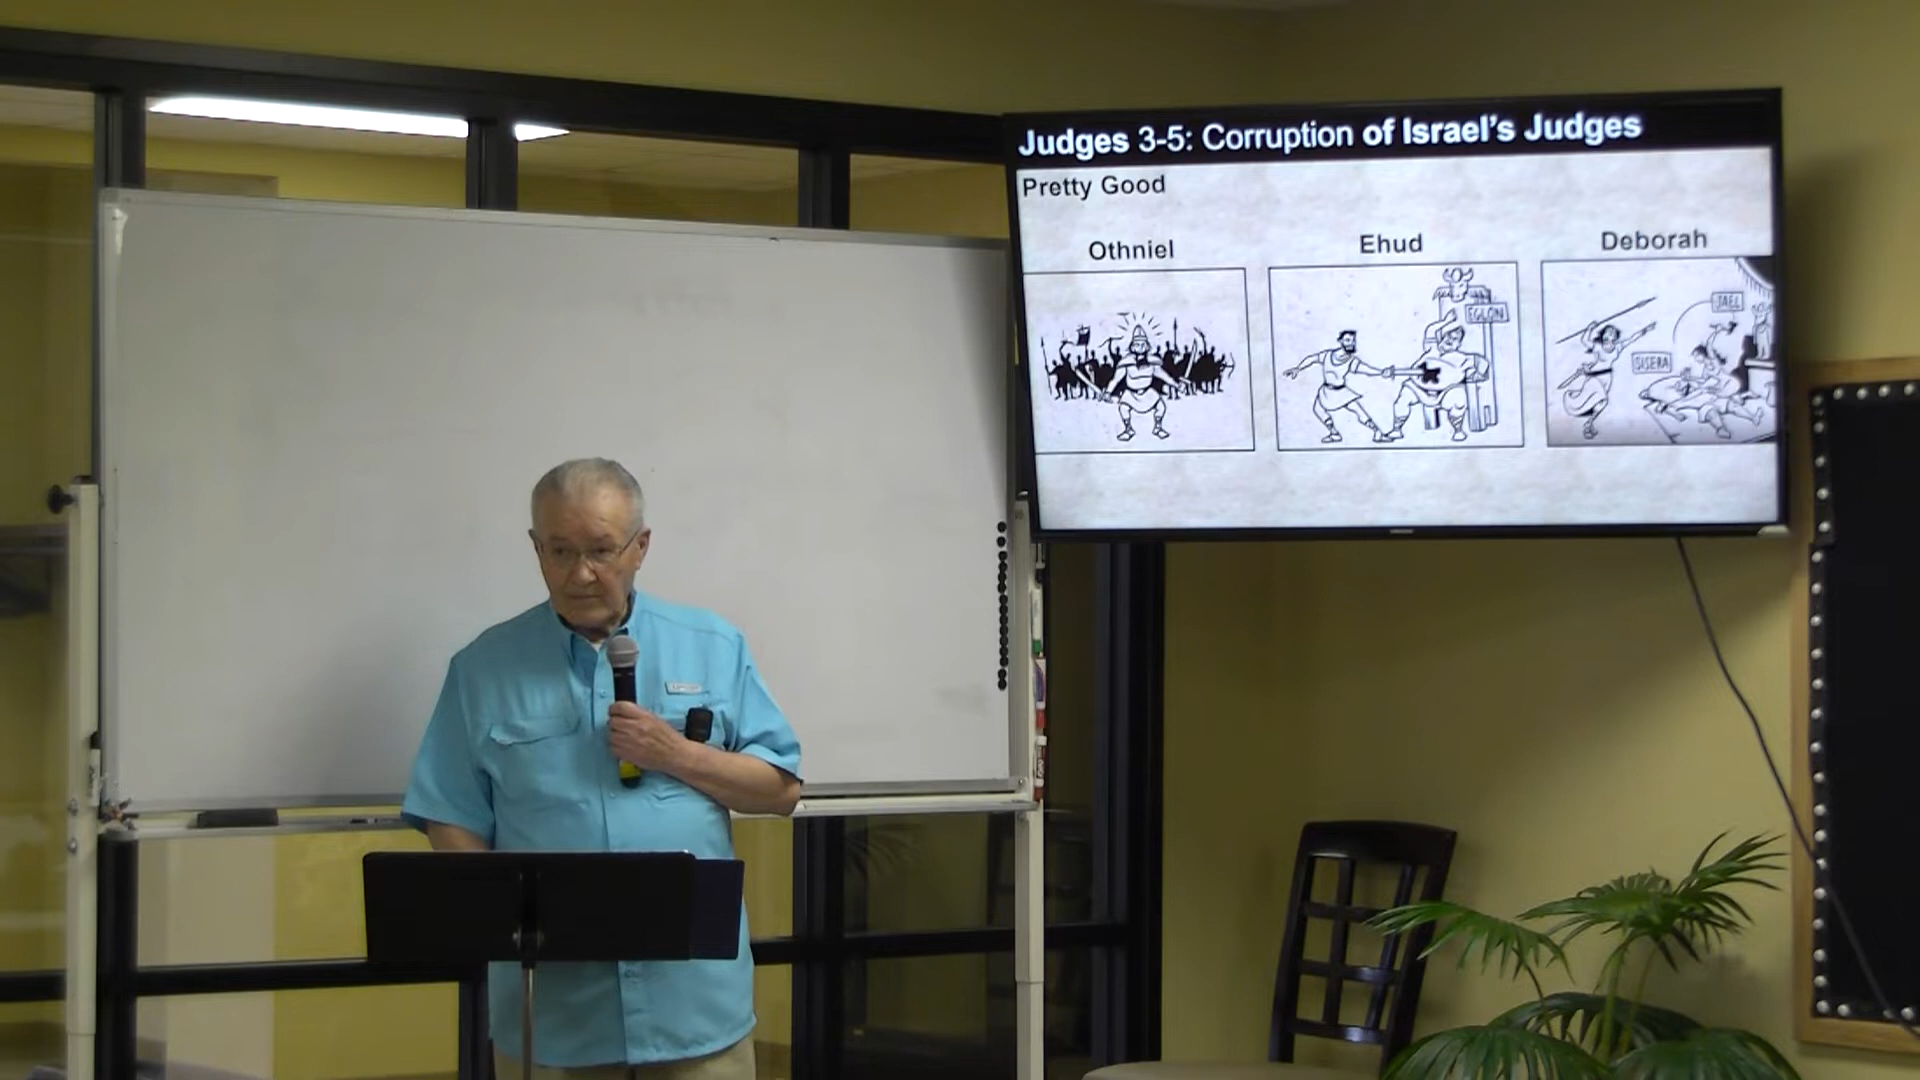 Judges 3-5: Corruption of Israel's Judges
Pretty Good
Othniel
Ehud
Deborah
EGLON
JAEL
SISERA